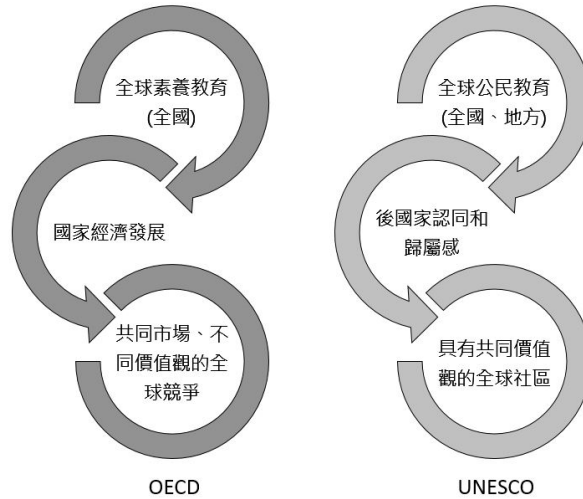 全球素養教育
(全國)
國家經濟發展
共同市場、不
同價值觀的全
球競爭
OECD
全球公民教育
(全國、地方)
後國家認同和
歸屬感
具有共同價值
觀的全球社區
UNESCO